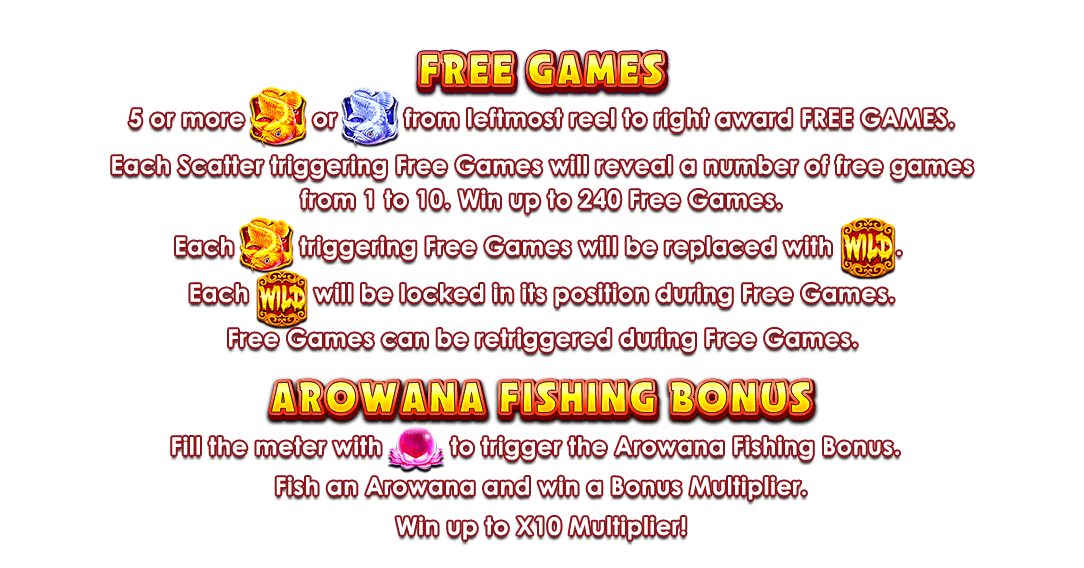 FREE GAMES
5 or more or from leftmost reel to right award FREE GAMES.
Each Scatter triggering Free Games will reveal a number of free games
from 1 to 10. Win up to 240 Free Games.
Each triggering Free Games will be replaced with WILD.
Each WILD will be locked in its position during Free Games.
Free Games can be retriggered during Free Games.
AROWANA FISHING BONUS
Fill the meter with to trigger the Arowana Fishing Bonus.
Fish an Arowana and win a Bonus Multiplier.
Win up to X10 Multiplier!